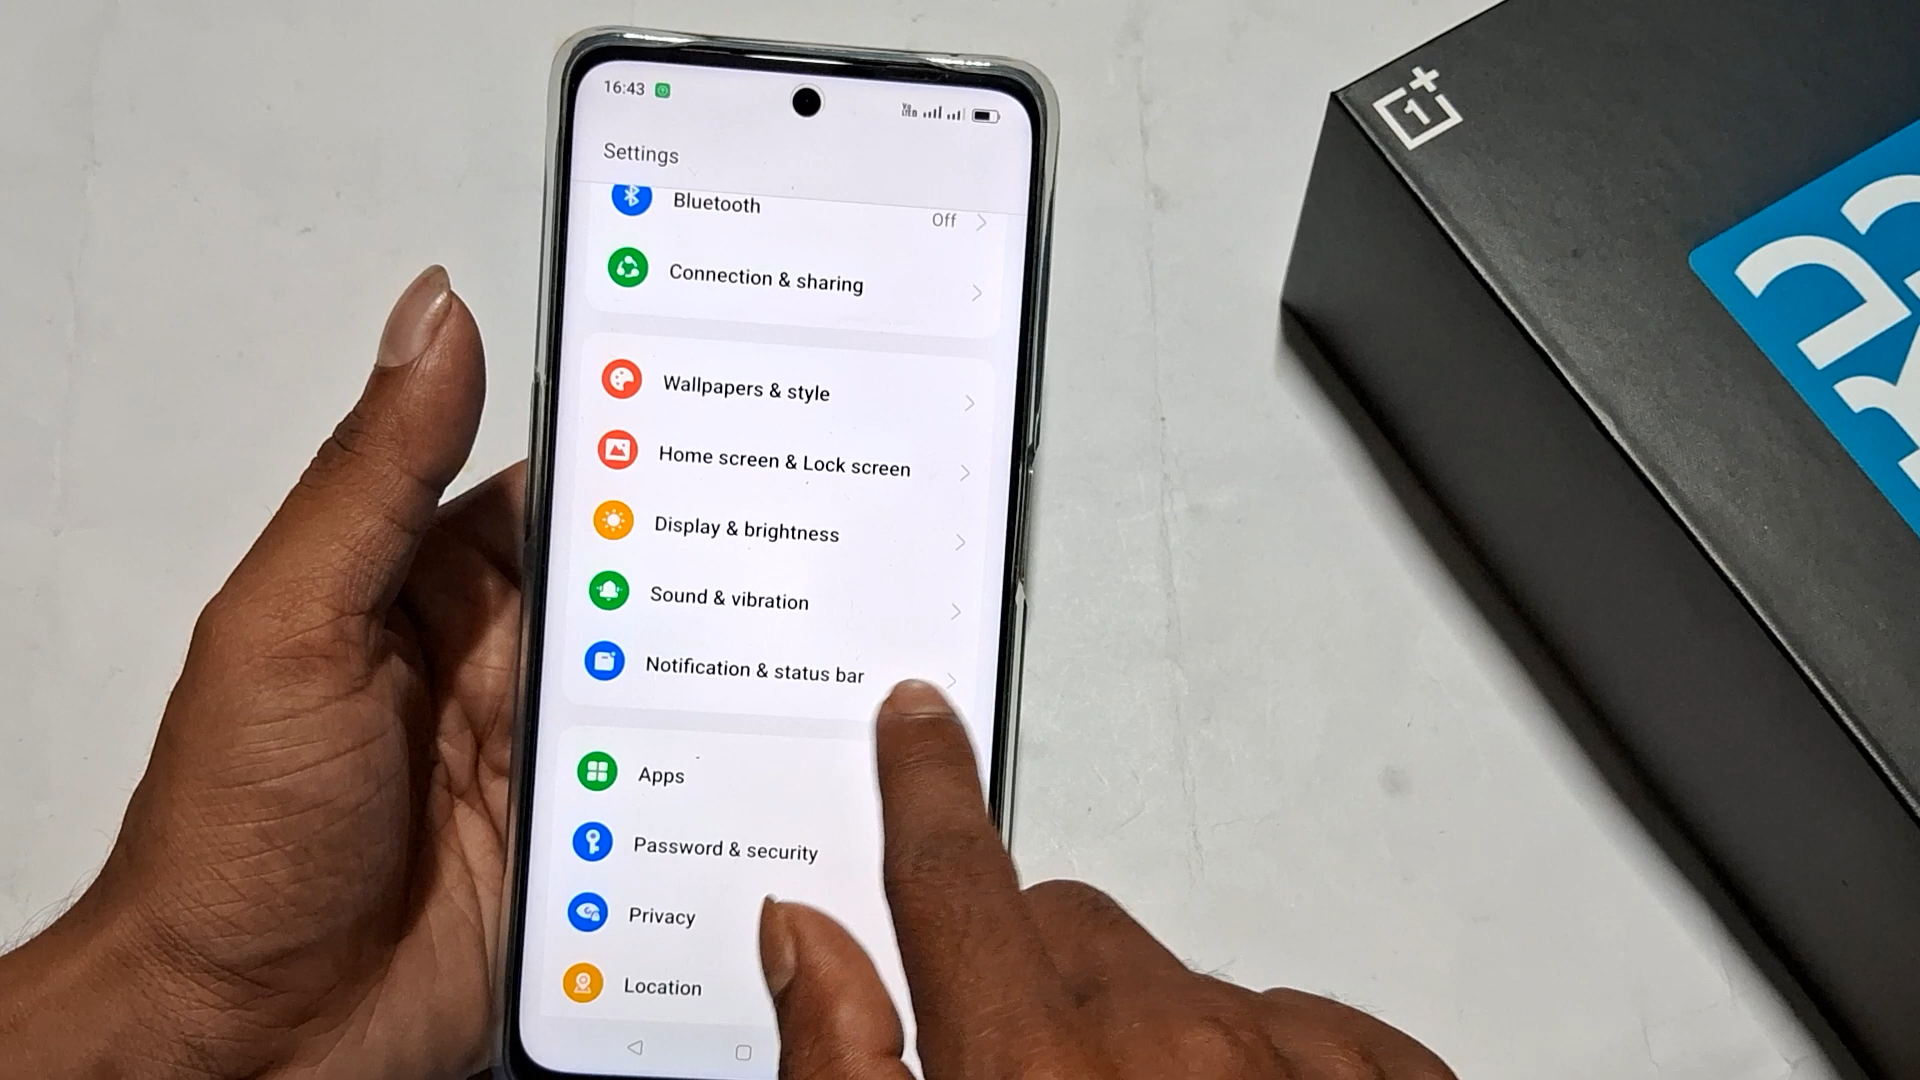 16:43
Settings
Bluetooth
Off
Connection & sharing
Wallpapers & style
Home screen & Lock screen
Display & brightness
Sound & vibration
Notification & status bar
Apps
Password & security
Privacy
Location
1+